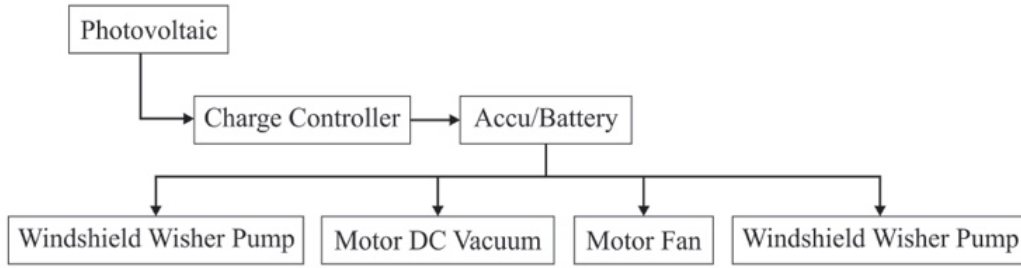 Photovoltaic
Charge Controller
Accu/Battery
Windshield Wisher Pump
Motor DC Vacuum
Motor Fan
Windshield Wisher Pump